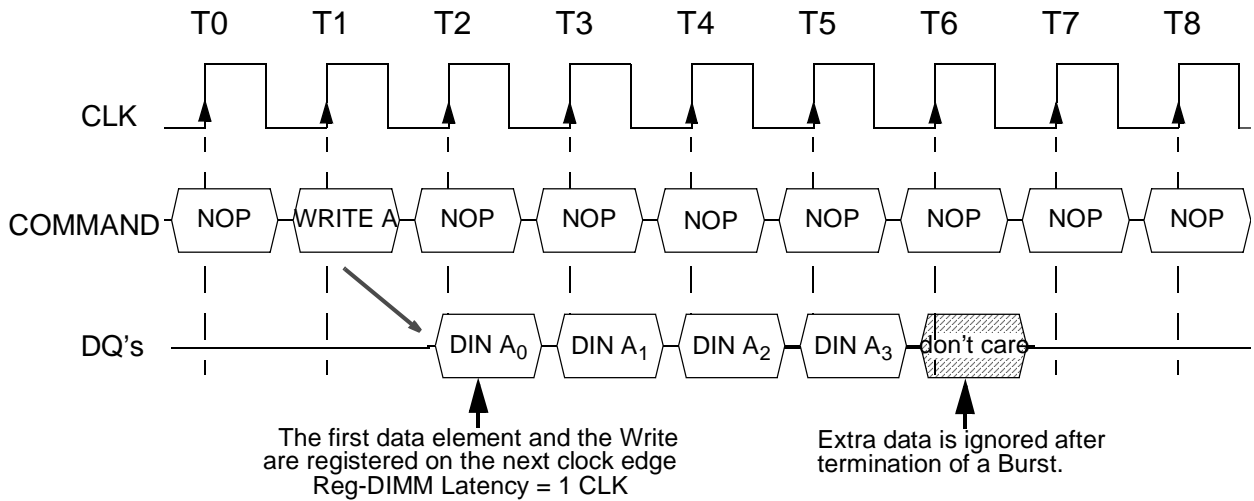 T0 T1 T2 T3 T4 T5 T6 T7 T8
CLK
COMMAND NOP WRITE A NOP NOP NOP NOP NOP NOP NOP
DQ's DIN A0 DIN A1 DIN A2 DIN A3 don't care
The first data element and the Write
are registered on the next clock edge
Reg-DIMM Latency = 1 CLK
Extra data is ignored after
termination of a Burst.